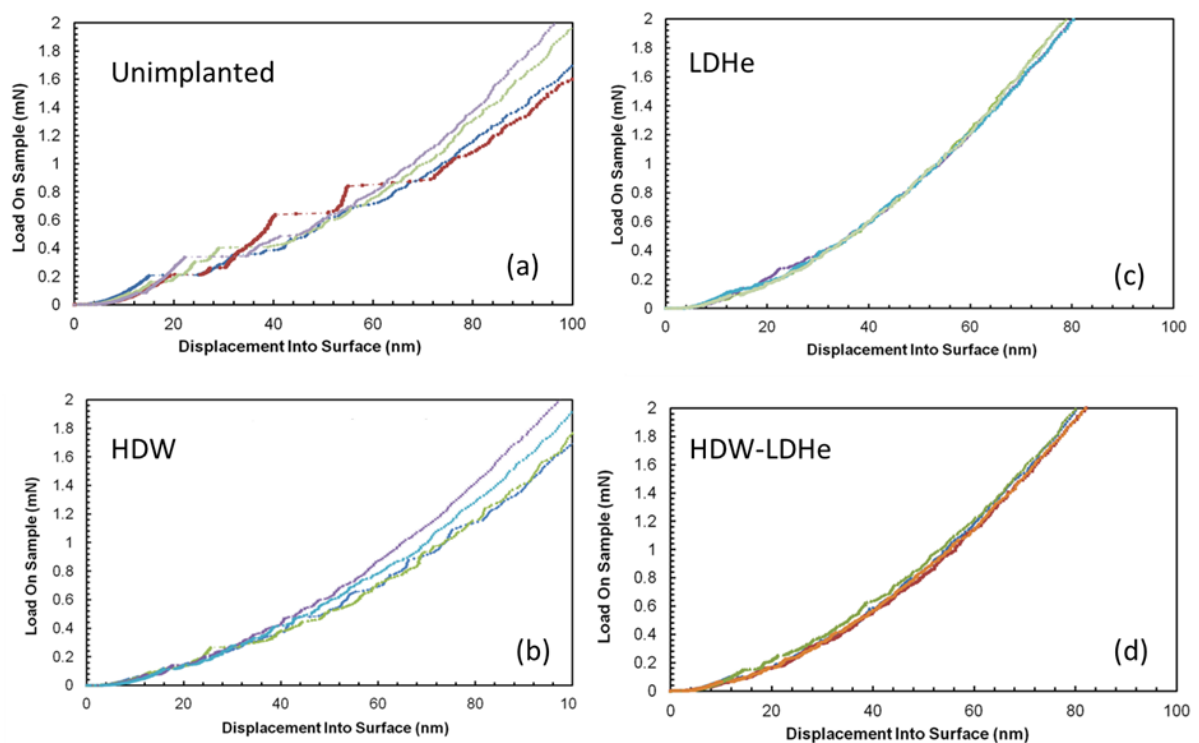 Unimplanted
(a)
Load On Sample (mN)
2
1.8
1.6
1.4
1.2
1
0.8
0.6
0.4
0.2
0
0 20 40 60 80 100
Displacement Into Surface (nm)
LDHe
(c)
Load On Sample (mN)
2
1.8
1.6
1.4
1.2
1
0.8
0.6
0.4
0.2
0
0 20 40 60 80 100
Displacement Into Surface (nm)
HDW
(b)
Load On Sample (mN)
2
1.8
1.6
1.4
1.2
1
0.8
0.6
0.4
0.2
0
0 20 40 60 80 10
Displacement Into Surface (nm)
HDW-LDHe
(d)
Load On Sample (mN)
2
1.8
1.6
1.4
1.2
1
0.8
0.6
0.4
0.2
0
0 20 40 60 80 100
Displacement Into Surface (nm)